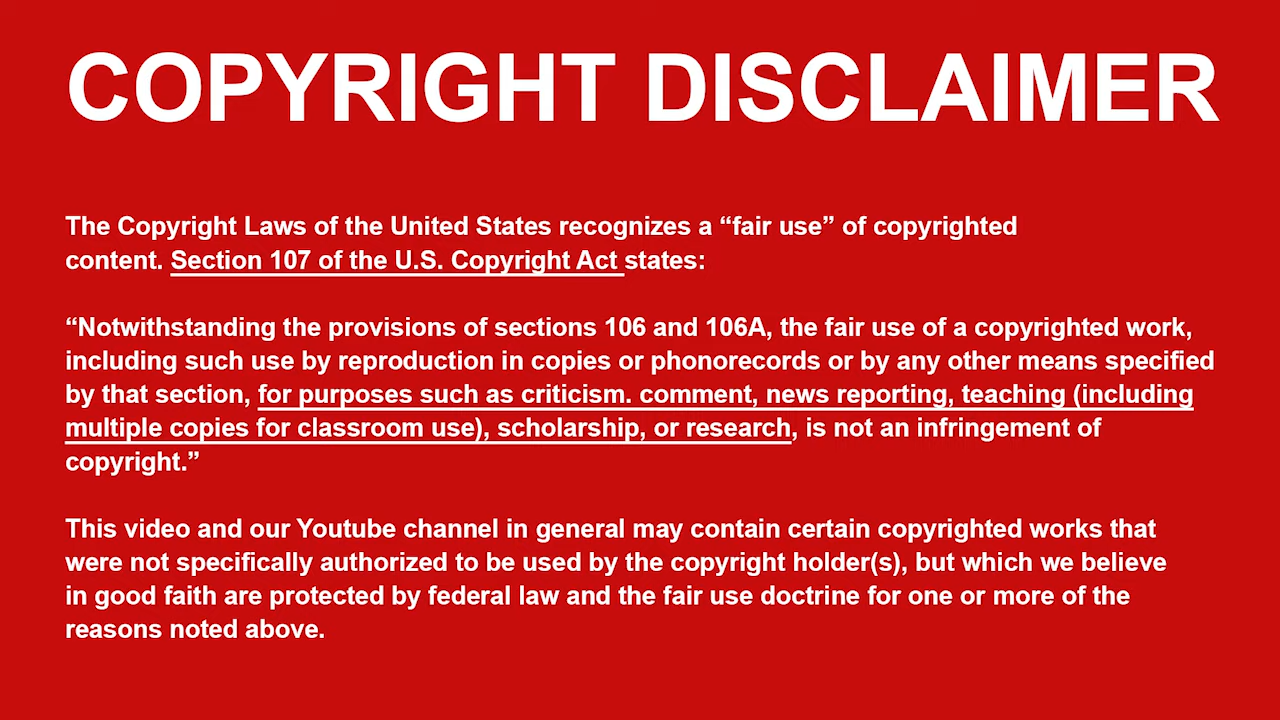 COPYRIGHT DISCLAIMER
The Copyright Laws of the United States recognizes a “fair use” of copyrighted
content. Section 107 of the U.S. Copyright Act states:
“Notwithstanding the provisions of sections 106 and 106A, the fair use of a copyrighted work,
including such use by reproduction in copies or phonorecords or by any other means specified
by that section, for purposes such as criticism. comment, news reporting, teaching (including
multiple copies for classroom use), scholarship, or research, is not an infringement of
copyright.”
This video and our Youtube channel in general may contain certain copyrighted works that
were not specifically authorized to be used by the copyright holder(s), but which we believe
in good faith are protected by federal law and the fair use doctrine for one or more of the
reasons noted above.